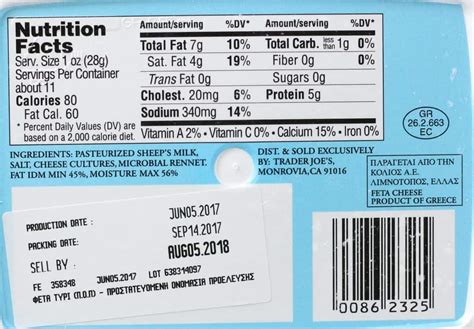 Nutrition
Facts
Serv. Size 1 oz (28g)
Servings Per Container
about 11
Calories 80
Fat Cal. 60
* Percent Daily Values (DV) are
based on a 2,000 calorie diet.
Amount/serving %DV*
Total Fat 7g 10%
Sat. Fat 4g 19%
Trans Fat 0g
Cholest. 20mg 6%
Sodium 340mg 14%
Amount/serving %DV*
Total Carb. less than 1g 0%
Fiber 0g 0%
Sugars 0g
Protein 5g
Vitamin A 2% • Vitamin C 0% • Calcium 15% • Iron 0%
GR
26.2.663
EC
INGREDIENTS: PASTEURIZED SHEEP'S MILK,
SALT, CHEESE CULTURES, MICROBIAL RENNET.
FAT IDM MIN 45%, MOISTURE MAX 56%
DIST. & SOLD EXCLUSIVELY
BY: TRADER JOE'S,
MONROVIA, CA 91016
ΠΑΡΑΓΕΤΑΙ ΑΠΟ ΤΗΝ
ΚΟΛΙΟΣ Α.Ε.
ΛΙΜΝΟΤΟΠΟΣ, ΕΛΛΑΣ
FETA CHEESE
PRODUCT OF GREECE
PRODUCTION DATE : JUN05.2017
PACKING DATE: SEP14.2017
SELL BY : AUG05.2018
FE 358348 JUN05.2017 LOT 638314097
ΦΕΤΑ ΤΥΡΙ (Π.Ο.Π) - ΠΡΟΣΤΑΤΕΥΟΜΕΝΗ ΟΝΟΜΑΣΙΑ ΠΡΟΕΛΕΥΣΗΣ
0086 2325